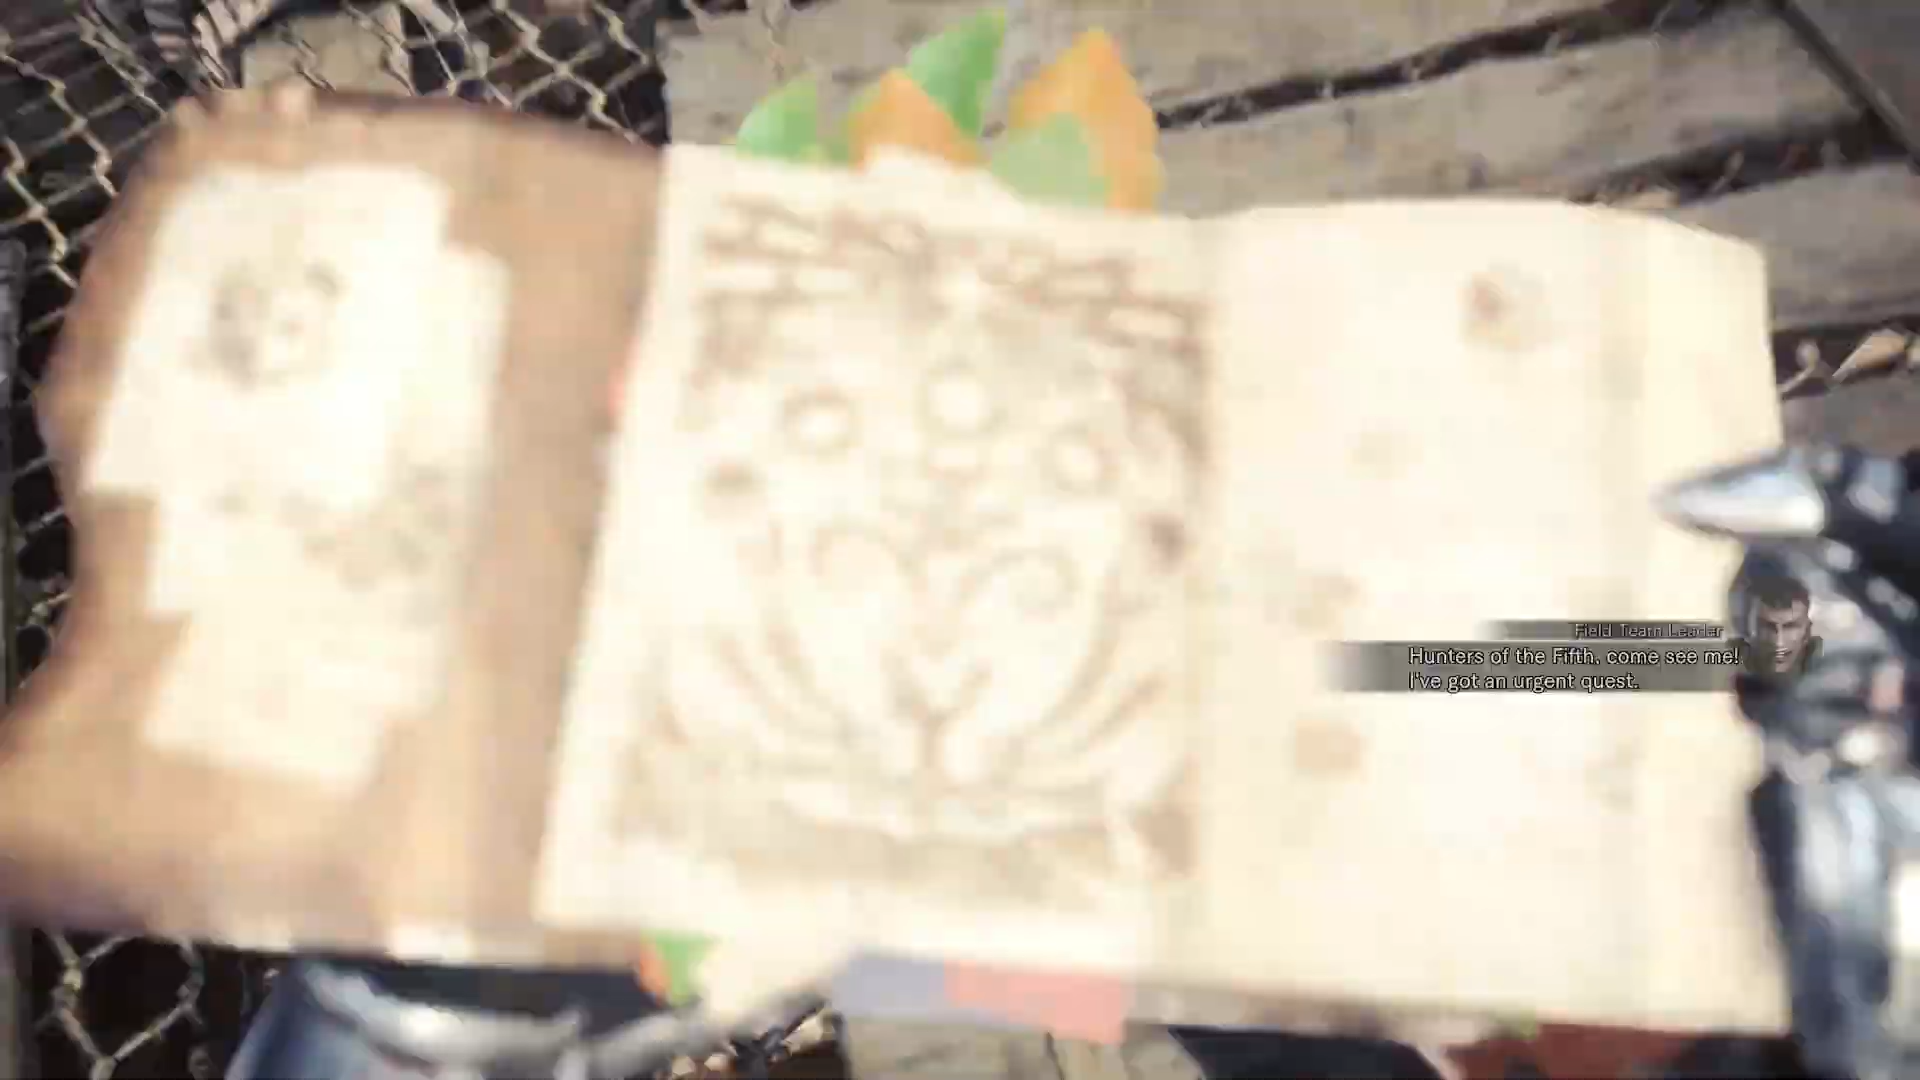 Field Team Leader
Hunters of the Fifth, come see me!
I've got an urgent quest.